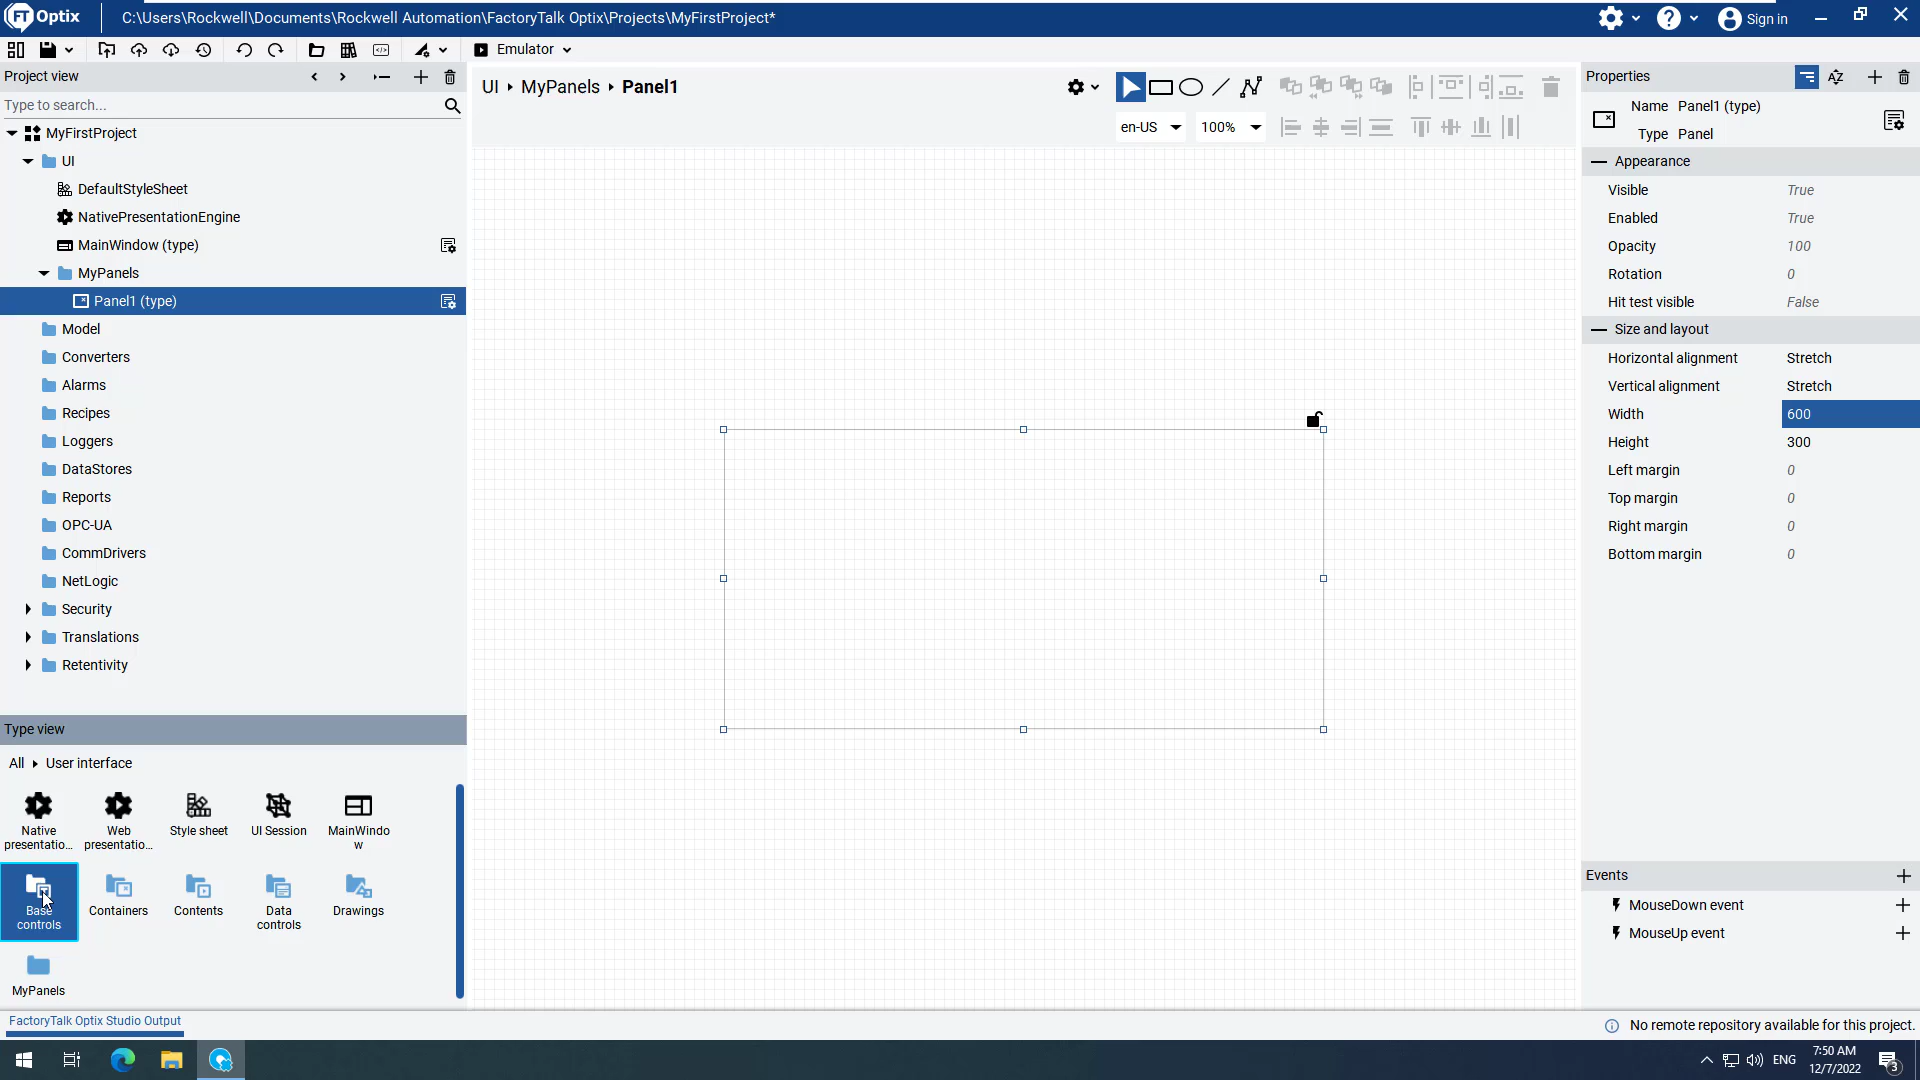 FT Optix C:\Users\Rockwell\Documents\Rockwell Automation\FactoryTalk Optix\Projects\MyFirstProject* Sign in
Emulator
Project view
Type to search...
MyFirstProject
UI
DefaultStyleSheet
NativePresentationEngine
MainWindow (type)
MyPanels
Panel1 (type)
Model
Converters
Alarms
Recipes
Loggers
DataStores
Reports
OPC-UA
CommDrivers
NetLogic
Security
Translations
Retentivity
Type view
All User interface
Native presentatio...
Web presentatio...
Style sheet
UI Session
MainWindo
w
Base
controls
Containers
Contents
Data
controls
Drawings
MyPanels
UI MyPanels Panel1
en-US 100%
Properties
Name Panel1 (type)
Type Panel
Appearance
Visible True
Enabled True
Opacity 100
Rotation 0
Hit test visible False
Size and layout
Horizontal alignment Stretch
Vertical alignment Stretch
Width 600
Height 300
Left margin 0
Top margin 0
Right margin 0
Bottom margin 0
Events
MouseDown event
MouseUp event
FactoryTalk Optix Studio Output
No remote repository available for this project.
ENG
7:50 AM
12/7/2022
3